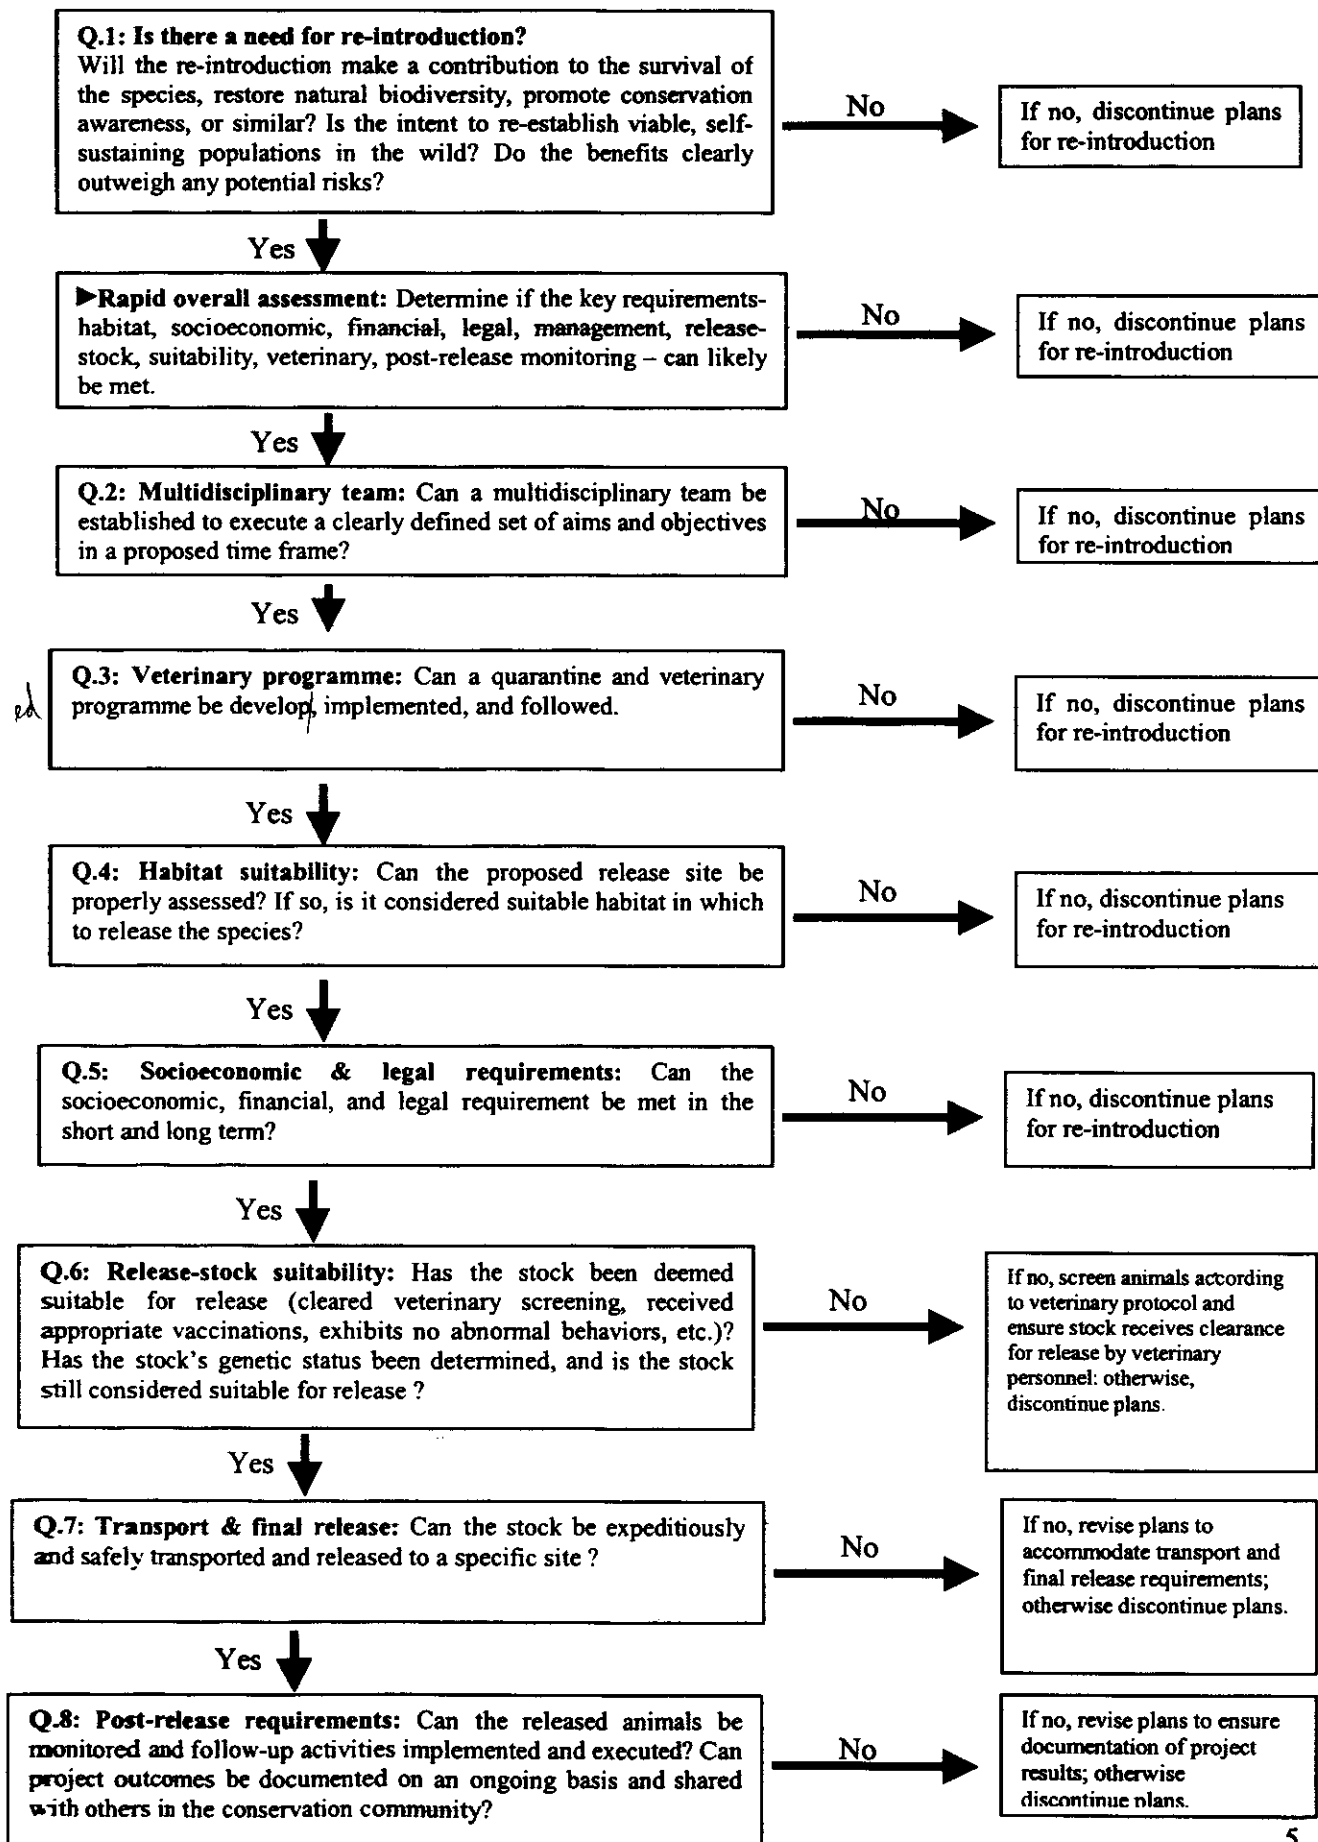 Q.1: Is there a need for re-introduction?
Will the re-introduction make a contribution to the survival of
the species, restore natural biodiversity, promote conservation
awareness, or similar? Is the intent to re-establish viable, self-
sustaining populations in the wild? Do the benefits clearly
outweigh any potential risks?
No
If no, discontinue plans
for re-introduction
Yes
►Rapid overall assessment: Determine if the key requirements-
habitat, socioeconomic, financial, legal, management, release-
stock, suitability, veterinary, post-release monitoring – can likely
be met.
No
If no, discontinue plans
for re-introduction
Yes
Q.2: Multidisciplinary team: Can a multidisciplinary team be
established to execute a clearly defined set of aims and objectives
in a proposed time frame?
No
If no, discontinue plans
for re-introduction
Yes
Q.3: Veterinary programme: Can a quarantine and veterinary
programme be develop, implemented, and followed.
ed
No
If no, discontinue plans
for re-introduction
Yes
Q.4: Habitat suitability: Can the proposed release site be
properly assessed? If so, is it considered suitable habitat in which
to release the species?
No
If no, discontinue plans
for re-introduction
Yes
Q.5: Socioeconomic & legal requirements: Can the
socioeconomic, financial, and legal requirement be met in the
short and long term?
No
If no, discontinue plans
for re-introduction
Yes
Q.6: Release-stock suitability: Has the stock been deemed
suitable for release (cleared veterinary screening, received
appropriate vaccinations, exhibits no abnormal behaviors, etc.)?
Has the stock's genetic status been determined, and is the stock
still considered suitable for release ?
No
If no, screen animals according
to veterinary protocol and
ensure stock receives clearance
for release by veterinary
personnel: otherwise,
discontinue plans.
Yes
Q.7: Transport & final release: Can the stock be expeditiously
and safely transported and released to a specific site ?
No
If no, revise plans to
accommodate transport and
final release requirements;
otherwise discontinue plans.
Yes
Q.8: Post-release requirements: Can the released animals be
monitored and follow-up activities implemented and executed? Can
project outcomes be documented on an ongoing basis and shared
with others in the conservation community?
No
If no, revise plans to ensure
documentation of project
results; otherwise
discontinue plans.
5